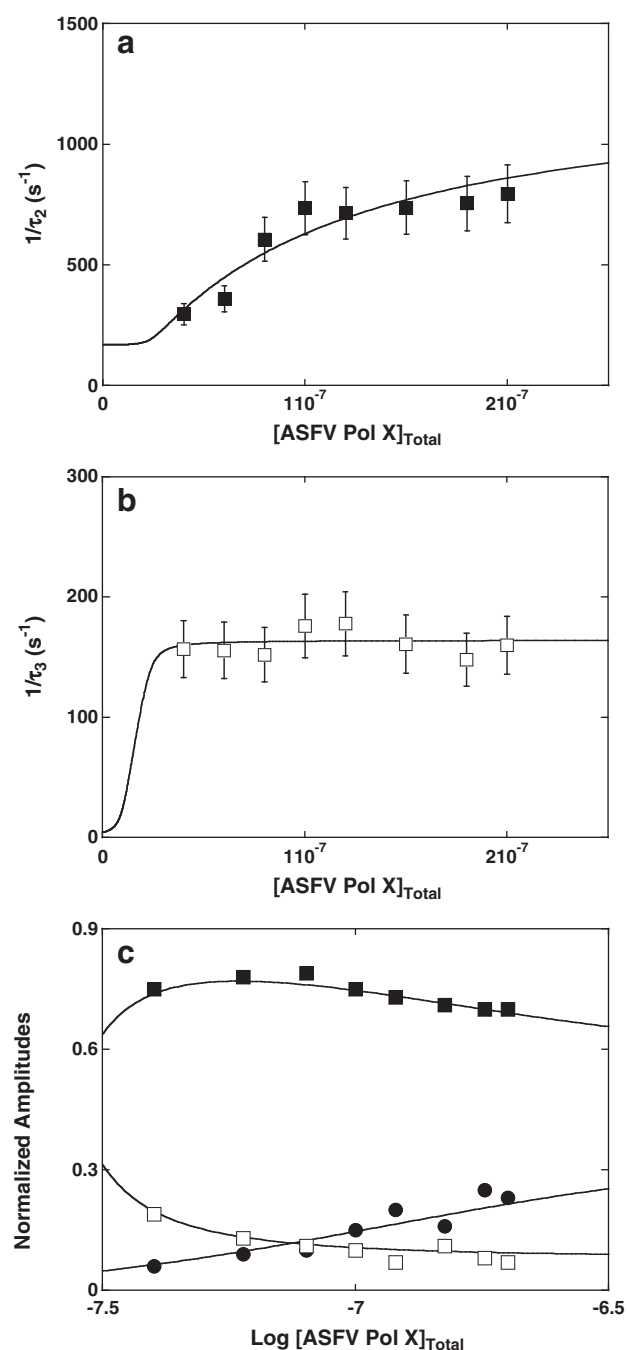 a
1500
1000
500
0
1/τ2 (s-1)
0
110-7
210-7
[ASFV Pol X]Total
b
300
200
100
0
1/τ3 (s-1)
0
110-7
210-7
[ASFV Pol X]Total
c
0.9
0.6
0.3
0
Normalized Amplitudes
-7.5
-7
-6.5
Log [ASFV Pol X]Total